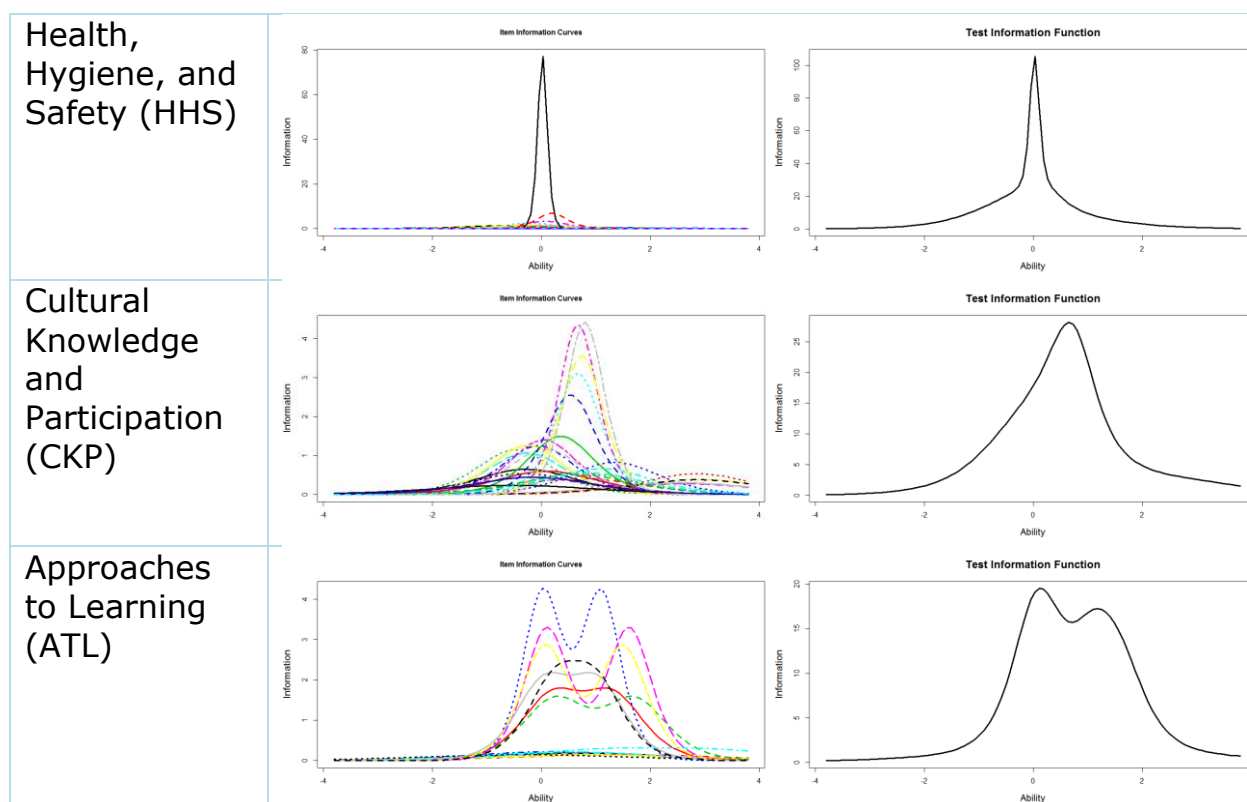 Health,
Hygiene, and
Safety (HHS)
Item Information Curves
Information
80
60
40
20
0
-4 -2 0 2 4
Ability
Test Information Function
Information
100
80
60
40
20
0
-4 -2 0 2
Ability
Cultural
Knowledge
and
Participation
(CKP)
Item Information Curves
Information
4
3
2
1
0
-4 -2 0 2 4
Ability
Test Information Function
Information
25
20
15
10
5
0
-4 -2 0 2
Ability
Approaches
to Learning
(ATL)
Item Information Curves
Information
4
3
2
1
0
-4 -2 0 2 4
Ability
Test Information Function
Information
20
15
10
5
0
-4 -2 0 2
Ability